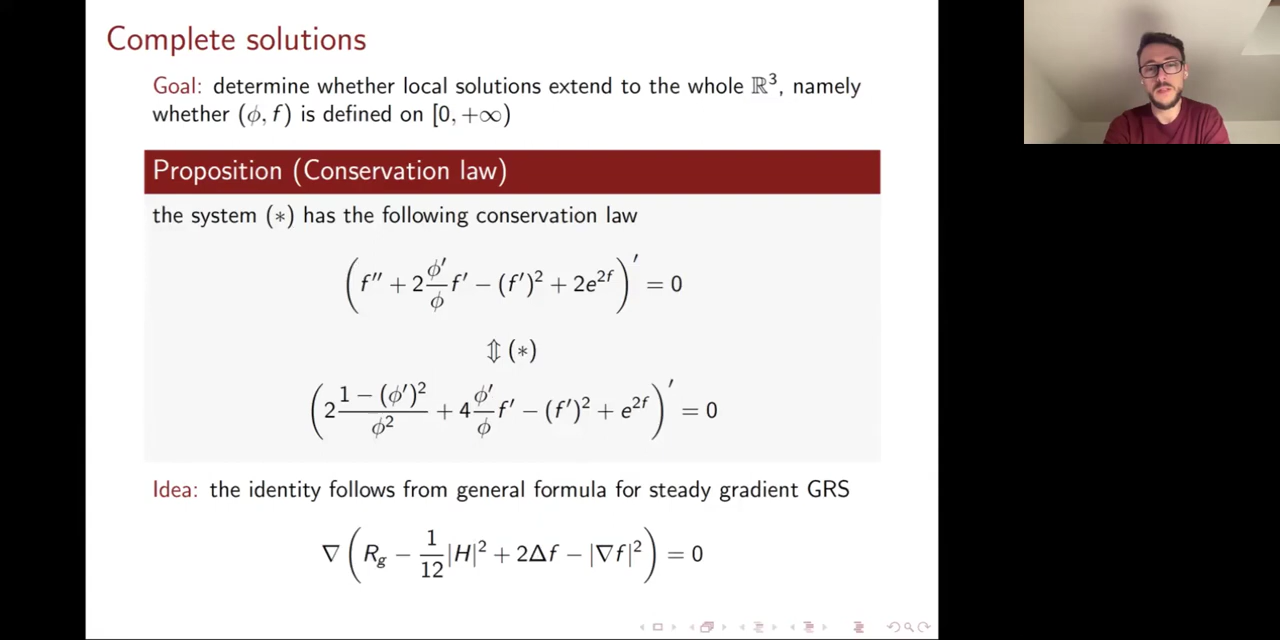 Complete solutions
Goal: determine whether local solutions extend to the whole ℝ³, namely
whether (ϕ, f) is defined on [0, +∞)
Proposition (Conservation law)
the system (∗) has the following conservation law
(f″ + 2 ϕ′/ϕ f′ − (f′)² + 2e^{2f})′ = 0
⇕ (∗)
(2 (1 − (ϕ′)²)/ϕ² + 4 ϕ′/ϕ f′ − (f′)² + e^{2f})′ = 0
Idea: the identity follows from general formula for steady gradient GRS
∇(R_g − 1/12 |H|² + 2Δf − |∇f|²) = 0